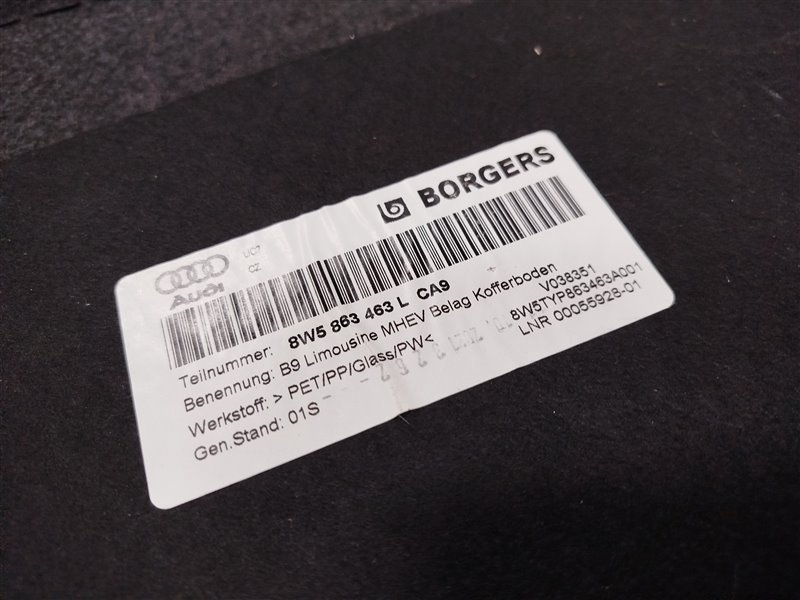 BORGERS
UC7
CZ
Audi
Teilnummer: 8W5 863 463 L CA9
Benennung: B9 Limousine MHEV Belag Kofferboden
Werkstoff: > PET/PP/Glass/PW<
Gen.Stand: 01S
V038351
8W5TYP863463A001
LNR 00055928-01